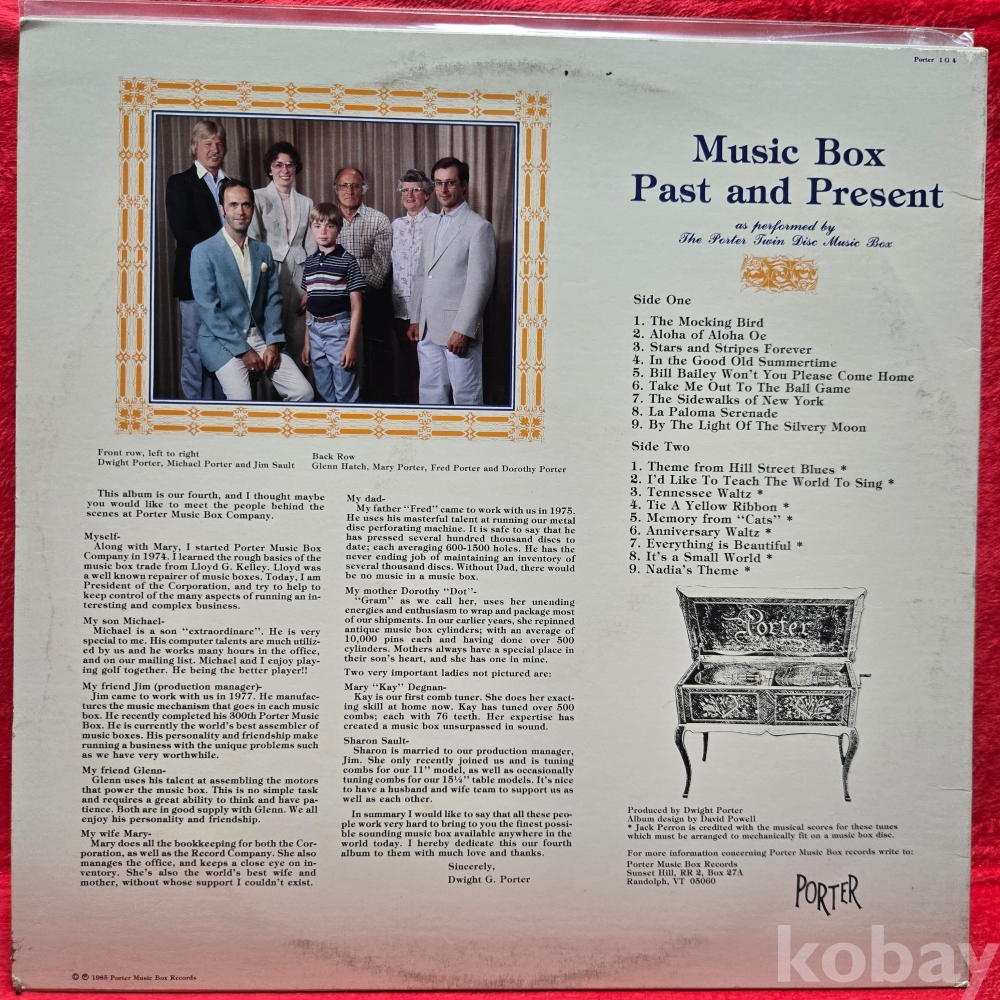 Porter 104
Music Box
Past and Present
as performed by
The Porter Twin Disc Music Box
Side One
1. The Mocking Bird
2. Aloha of Aloha Oe
3. Stars and Stripes Forever
4. In the Good Old Summertime
5. Bill Bailey Won't You Please Come Home
6. Take Me Out To The Ball Game
7. The Sidewalks of New York
8. La Paloma Serenade
9. By The Light Of The Silvery Moon
Side Two
1. Theme from Hill Street Blues *
2. I'd Like To Teach The World To Sing *
3. Tennessee Waltz *
4. Tie A Yellow Ribbon *
5. Memory from "Cats" *
6. Anniversary Waltz *
7. Everything is Beautiful *
8. It's a Small World *
9. Nadia's Theme *
Front row, left to right
Dwight Porter, Michael Porter and Jim Sault
Back Row
Glenn Hatch, Mary Porter, Fred Porter and Dorothy Porter
This album is our fourth, and I thought maybe
you would like to meet the people behind the
scenes at Porter Music Box Company.
Myself-
Along with Mary, I started Porter Music Box
Company in 1974. I learned the rough basics of the
music box trade from Lloyd G. Kelley. Lloyd was
a well known repairer of music boxes. Today, I am
President of the Corporation, and try to help to
keep control of the many aspects of running an in-
teresting and complex business.
My son Michael-
Michael is a son "extraordinare". He is very
special to me. His computer talents are much utiliz-
ed by us and he works many hours in the office,
and on our mailing list. Michael and I enjoy play-
ing golf together. He being the better player!!
My friend Jim (production manager)-
Jim came to work with us in 1977. He manufac-
tures the music mechanism that goes in each music
box. He recently completed his 300th Porter Music
Box. He is currently the world's best assembler of
music boxes. His personality and friendship make
running a business with the unique problems such
as we have very worthwhile.
My friend Glenn-
Glenn uses his talent at assembling the motors
that power the music box. This is no simple task
and requires a great ability to think and have pa-
tience. Both are in good supply with Glenn. We all
enjoy his personality and friendship.
My wife Mary-
Mary does all the bookkeeping for both the Cor-
poration, as well as the Record Company. She also
manages the office, and keeps a close eye on in-
ventory. She's also the world's best wife and
mother, without whose support I couldn't exist.
My dad-
My father "Fred" came to work with us in 1975.
He uses his masterful talent at running our metal
disc perforating machine. It is safe to say that he
has pressed several hundred thousand discs to
date; each averaging 600-1500 holes. He has the
never ending job of maintaining an inventory of
several thousand discs. Without Dad, there would
be no music in a music box.
My mother Dorothy "Dot"-
"Gram" as we call her, uses her unending
energies and enthusiasm to wrap and package most
of our shipments. In our earlier years, she repinned
antique music box cylinders; with an average of
10,000 pins each and having done over 500
cylinders. Mothers always have a special place in
their son's heart, and she has one in mine.
Two very important ladies not pictured are:
Mary "Kay" Degnan-
Kay is our first comb tuner. She does her exact-
ing skill at home now. Kay has tuned over 500
combs; each with 76 teeth. Her expertise has
created a music box unsurpassed in sound.
Sharon Sault-
Sharon is married to our production manager,
Jim. She only recently joined us and is tuning
combs for our 11" model, as well as occasionally
tuning combs for our 15½" table models. It's nice
to have a husband and wife team to support us as
well as each other.
In summary I would like to say that all these peo-
ple work very hard to bring to you the finest possi-
ble sounding music box available anywhere in the
world today. I hereby dedicate this our fourth
album to them with much love and thanks.
Sincerely,
Dwight G. Porter
Porter
Produced by Dwight Porter
Album design by David Powell
* Jack Perron is credited with the musical scores for these tunes
which must be arranged to mechanically fit on a music box disc.
For more information concerning Porter Music Box records write to:
Porter Music Box Records
Sunset Hill, RR 2, Box 27A
Randolph, VT 05060
PORTER
© ℗ 1985 Porter Music Box Records
kobay